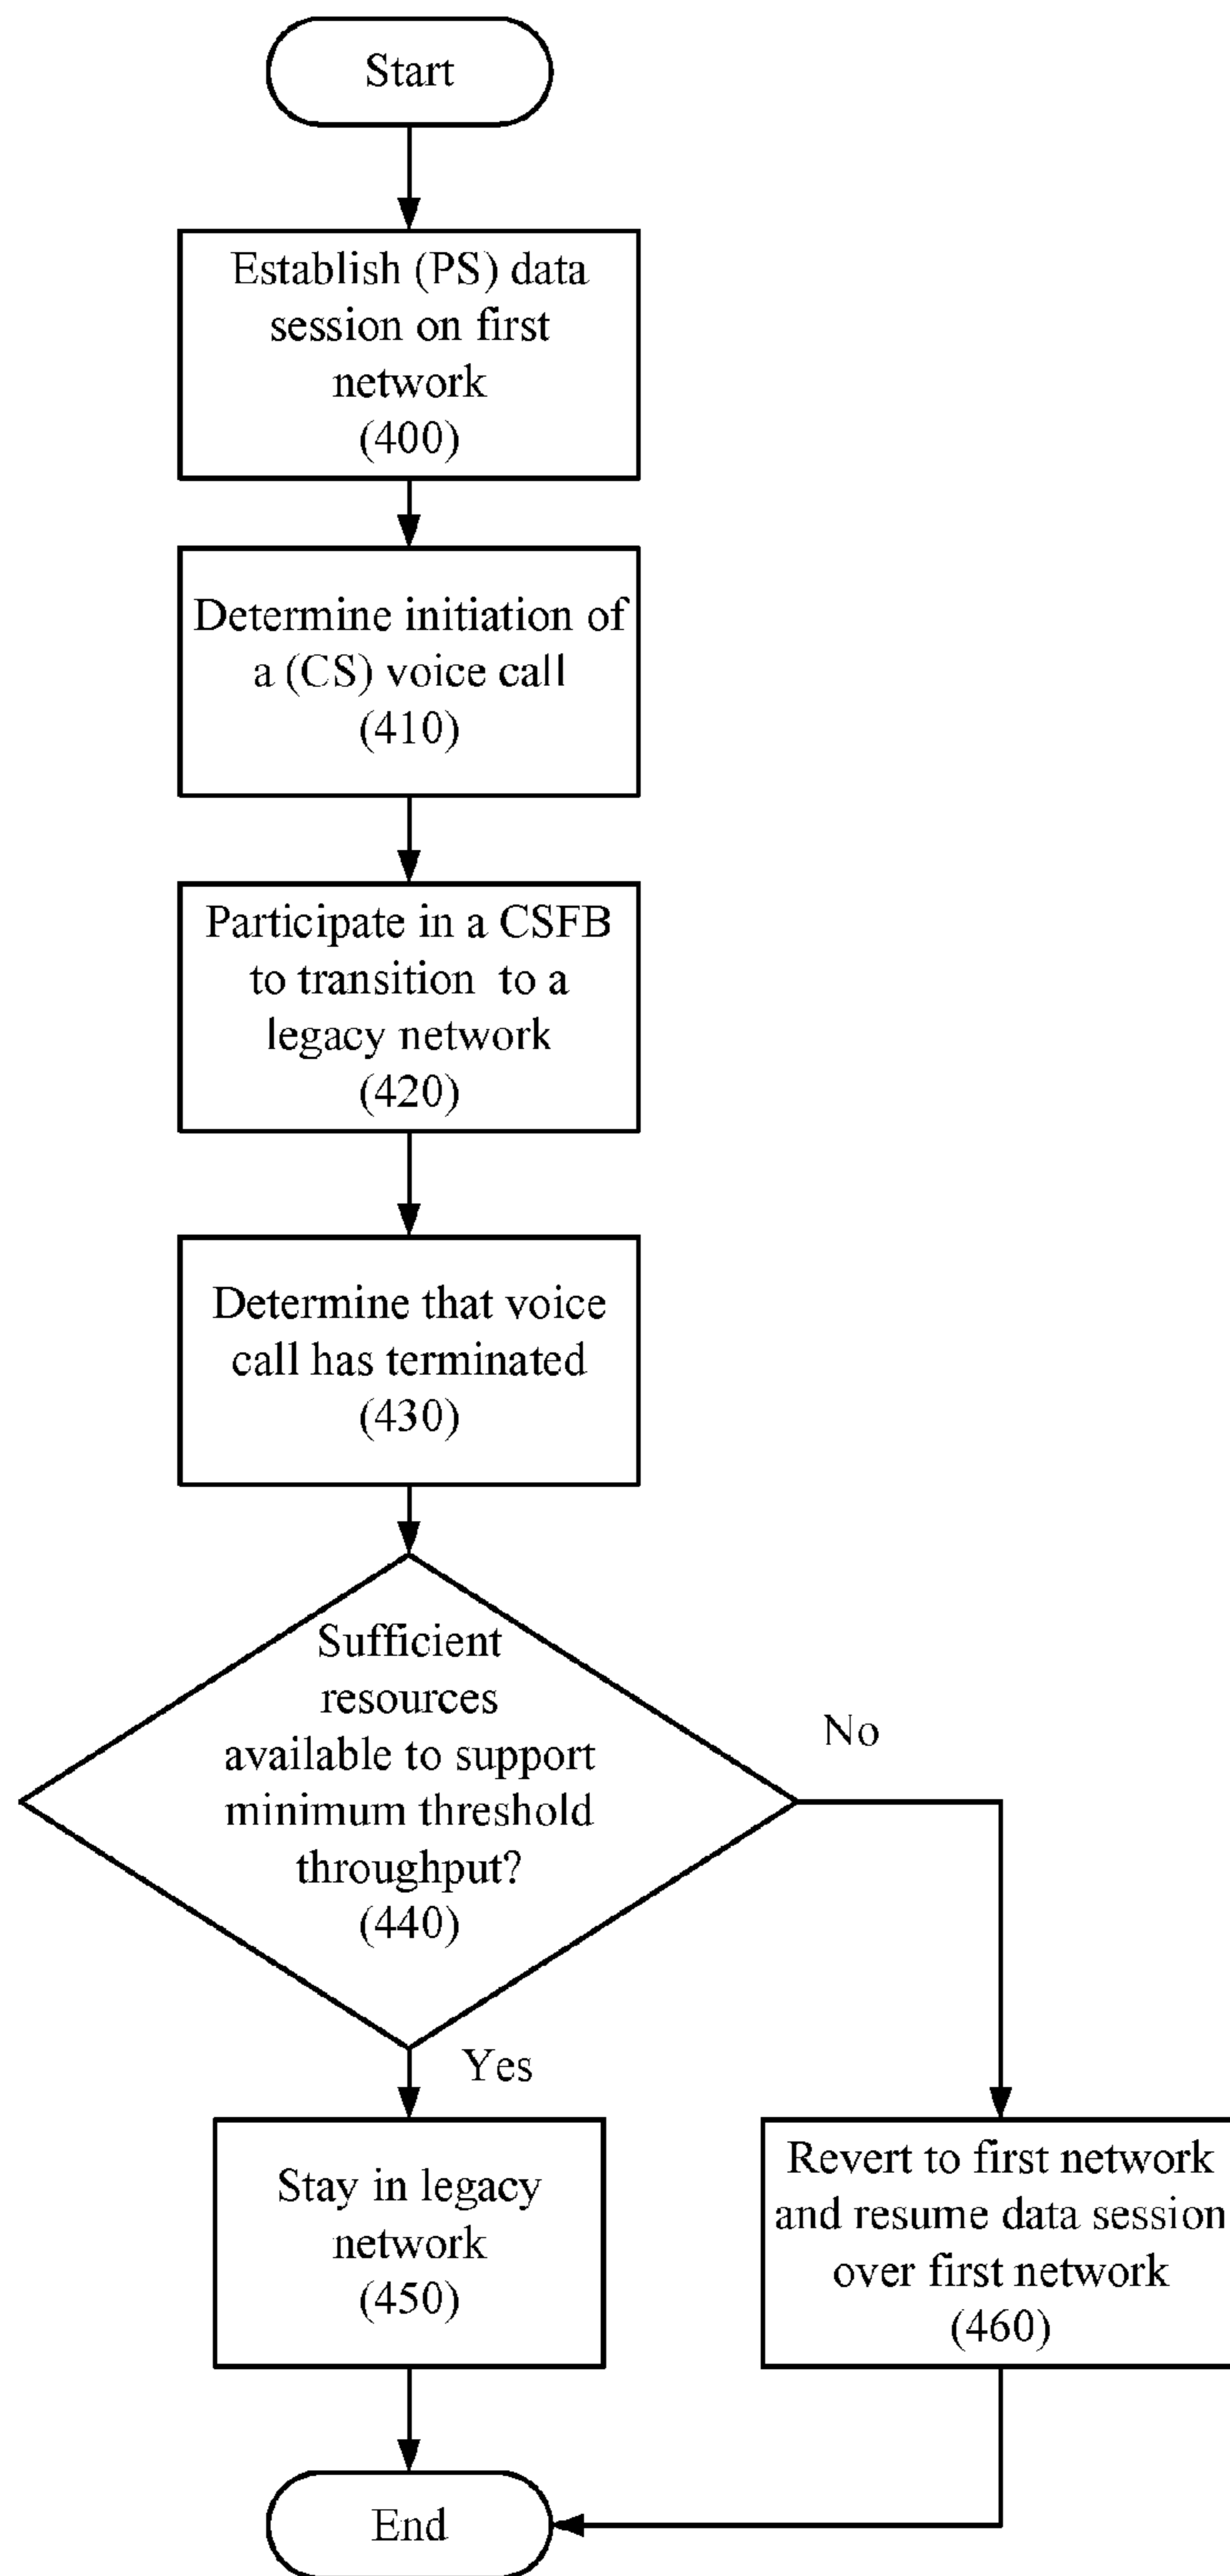 Start
Establish (PS) data
session on first
network
(400)
Determine initiation of
a (CS) voice call
(410)
Participate in a CSFB
to transition to a
legacy network
(420)
Determine that voice
call has terminated
(430)
Sufficient
resources
available to support
minimum threshold
throughput?
(440)
No
Yes
Stay in legacy
network
(450)
Revert to first network
and resume data session
over first network
(460)
End